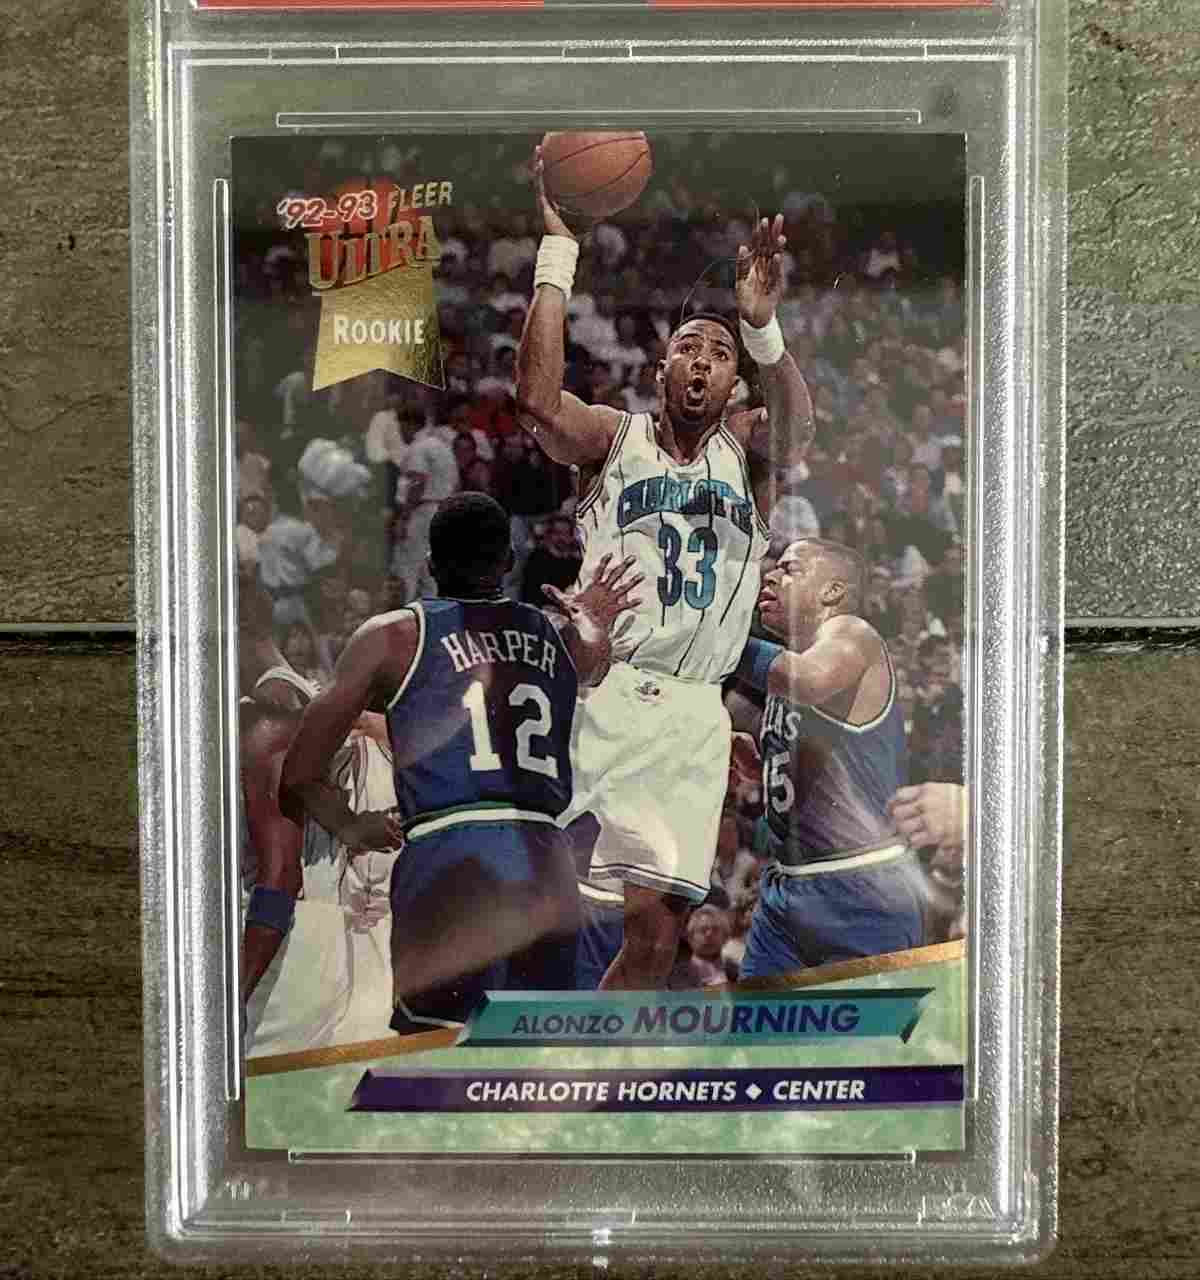 '92-93 FLEER
ULTRA
ROOKIE
CHARLOTTE
33
HARPER
12
ALONZO MOURNING
CHARLOTTE HORNETS ◆ CENTER